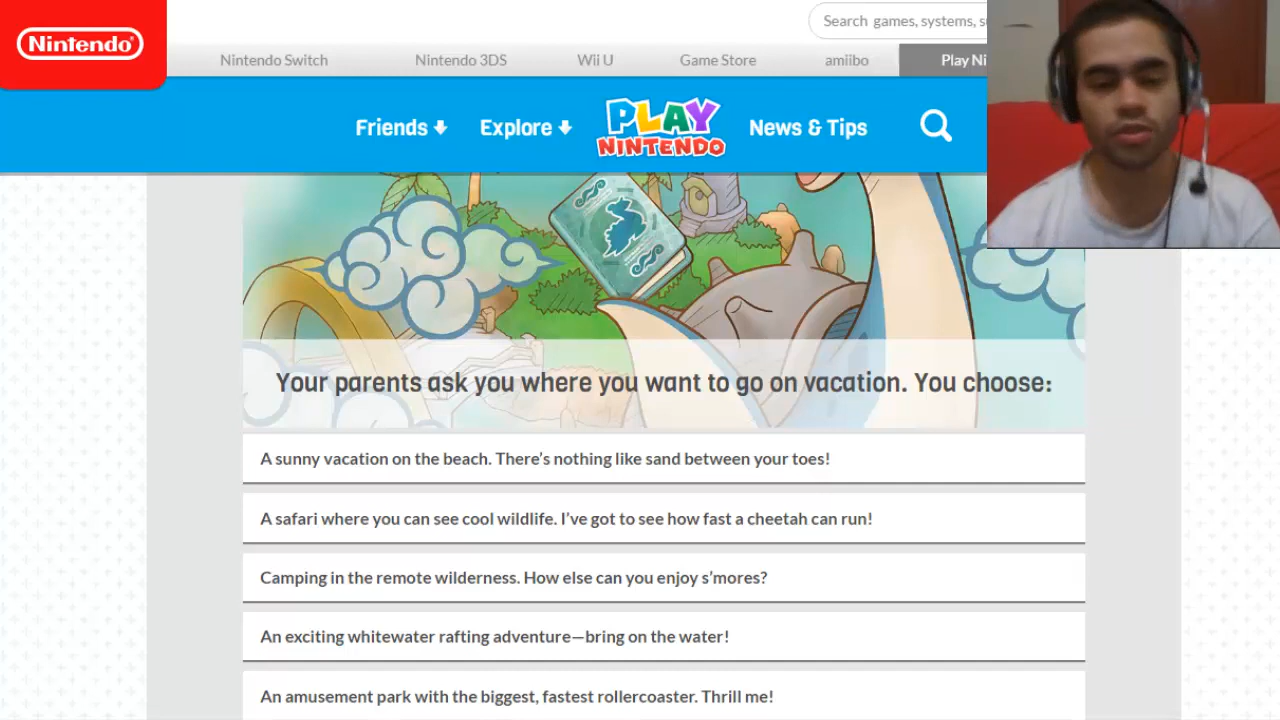 Nintendo
Search games, systems, su
Nintendo Switch
Nintendo 3DS
Wii U
Game Store
amiibo
Play Ni
Friends
Explore
PLAY
NINTENDO
News & Tips
Your parents ask you where you want to go on vacation. You choose:
A sunny vacation on the beach. There's nothing like sand between your toes!
A safari where you can see cool wildlife. I've got to see how fast a cheetah can run!
Camping in the remote wilderness. How else can you enjoy s'mores?
An exciting whitewater rafting adventure—bring on the water!
An amusement park with the biggest, fastest rollercoaster. Thrill me!